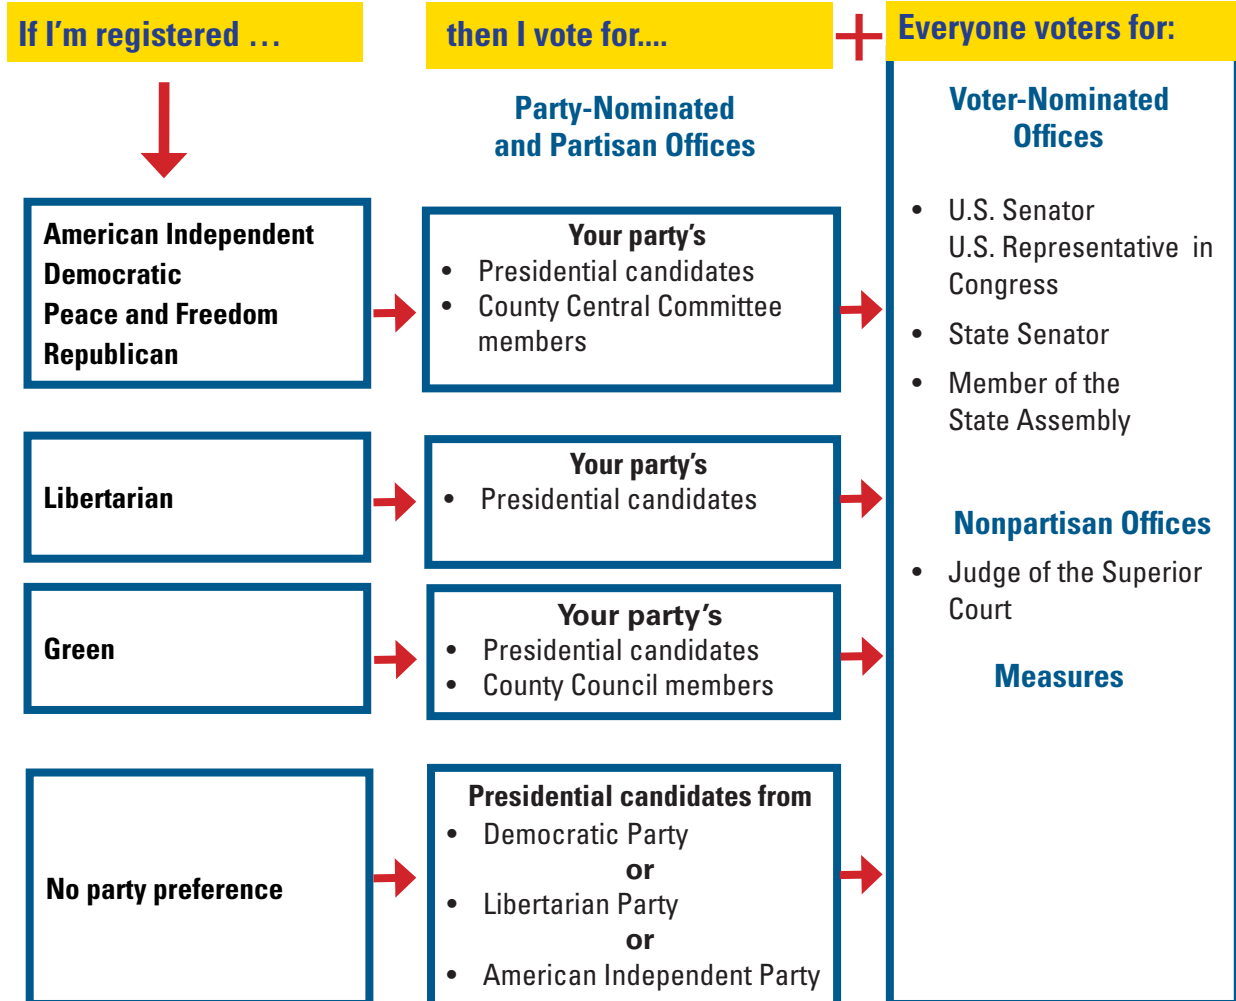 If I'm registered …
then I vote for....
+
Everyone voters for:
Party-Nominated
and Partisan Offices
American Independent
Democratic
Peace and Freedom
Republican
Your party's
• Presidential candidates
• County Central Committee
members
Libertarian
Your party's
• Presidential candidates
Green
Your party's
• Presidential candidates
• County Council members
No party preference
Presidential candidates from
• Democratic Party
or
• Libertarian Party
or
• American Independent Party
Voter-Nominated
Offices
• U.S. Senator
U.S. Representative in
Congress
• State Senator
• Member of the
State Assembly
Nonpartisan Offices
• Judge of the Superior
Court
Measures